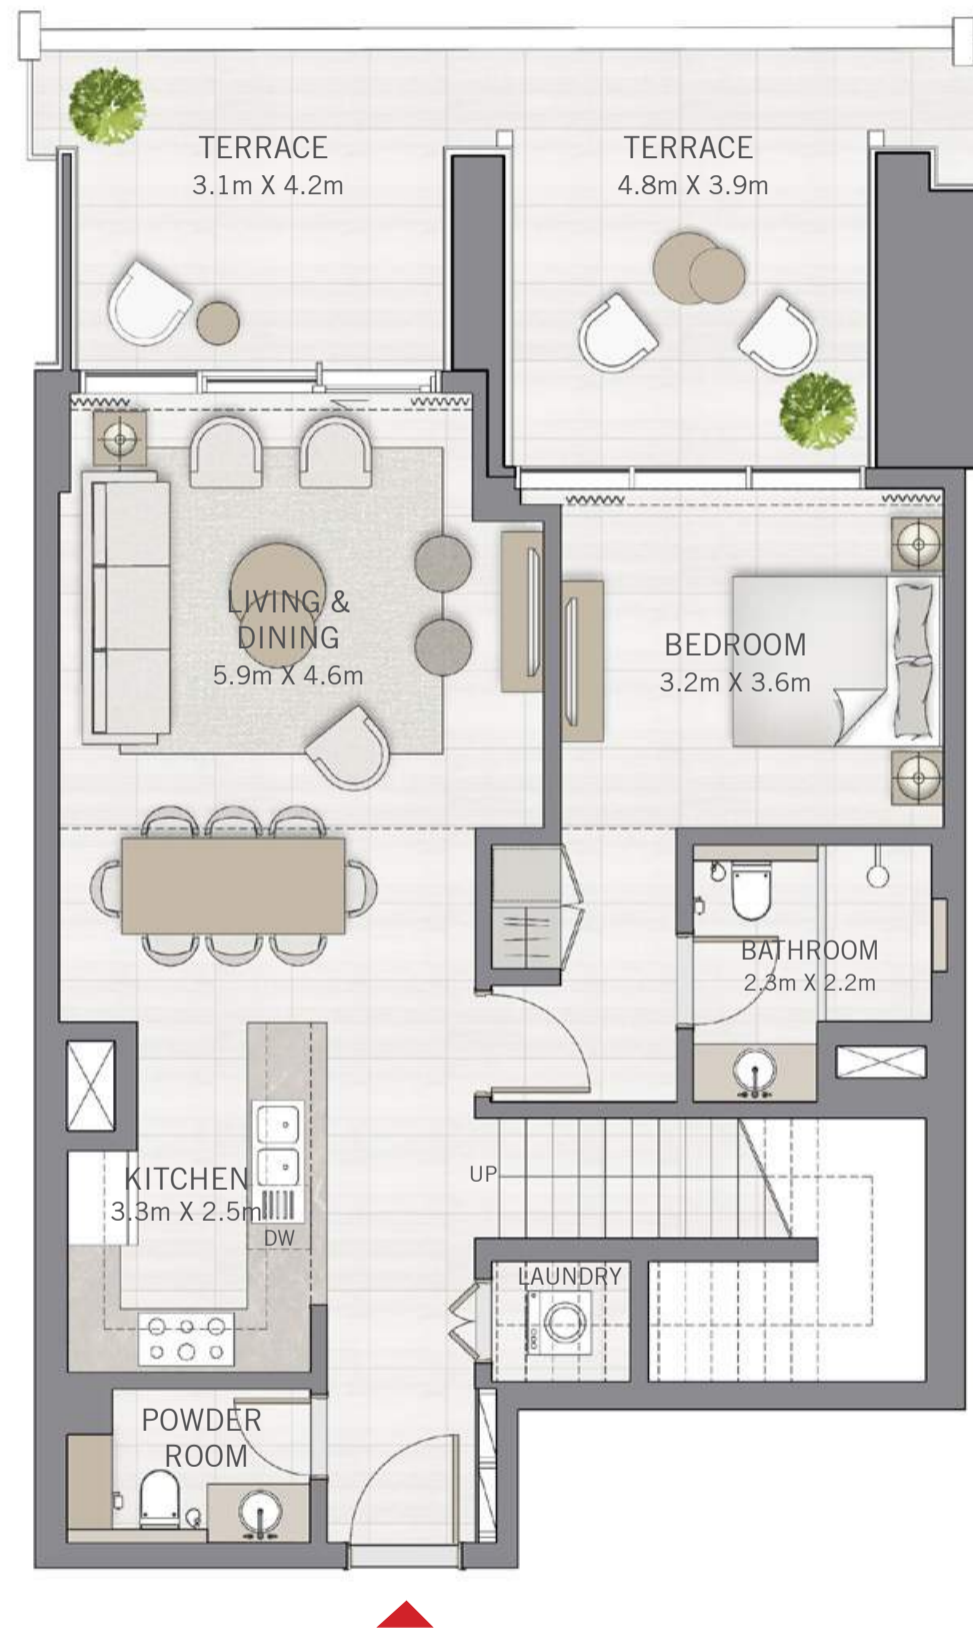 TERRACE
3.1m X 4.2m
TERRACE
4.8m X 3.9m
LIVING &
DINING
5.9m X 4.6m
BEDROOM
3.2m X 3.6m
BATHROOM
2.3m X 2.2m
KITCHEN
3.3m X 2.5m
DW
UP
LAUNDRY
POWDER
ROOM